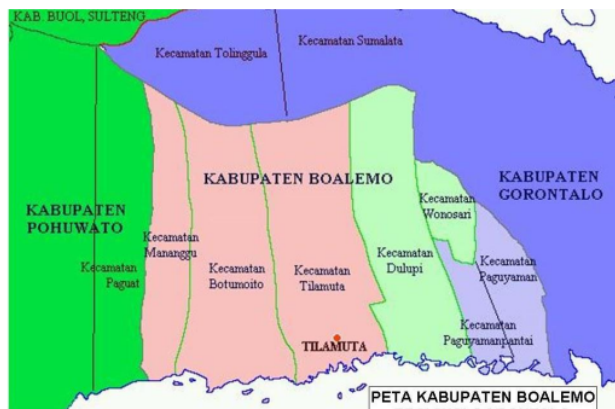 KAB. BUOL, SULTENG
Kecamatan Tolinggula
Kecamatan Sumalata
KABUPATEN BOALEMO
KABUPATEN
GORONTALO
KABUPATEN
POHUWATO
Kecamatan
Wonosari
Kecamatan
Mananggu
Kecamatan
Paguat
Kecamatan
Botumoito
Kecamatan
Tilamuta
Kecamatan
Dulupi
Kecamatan
Paguyaman
Kecamatan
Paguyamanpantai
TILAMUTA
PETA KABUPATEN BOALEMO